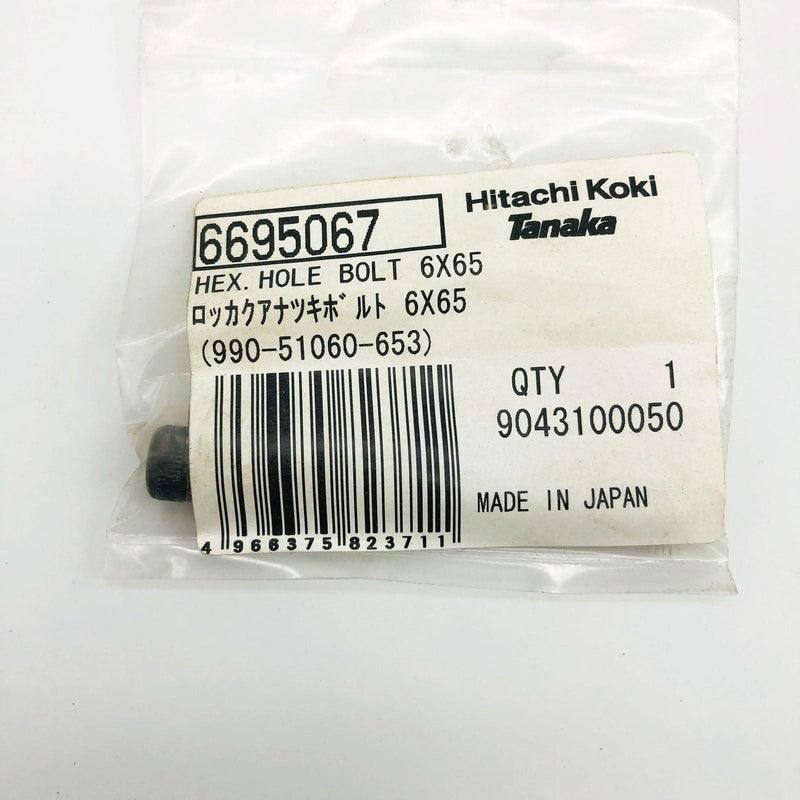 6695067
Hitachi Koki
Tanaka
HEX. HOLE BOLT 6X65
ロッカクアナツキボルト 6X65
(990-51060-653)
QTY 1
9043100050
MADE IN JAPAN
4 966375 823711